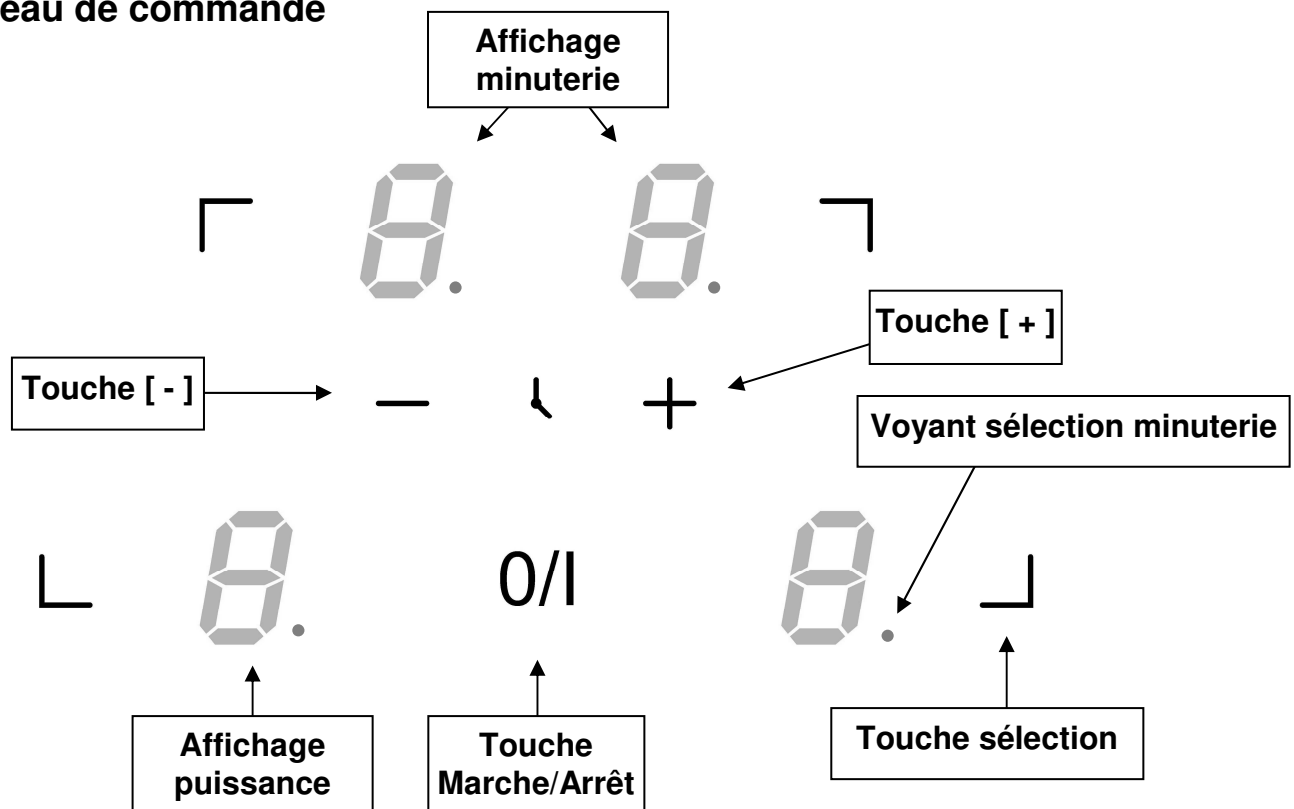 eau de commande
Affichage
minuterie
Touche [ + ]
Touche [ - ]
Voyant sélection minuterie
0/I
Affichage
puissance
Touche
Marche/Arrêt
Touche sélection